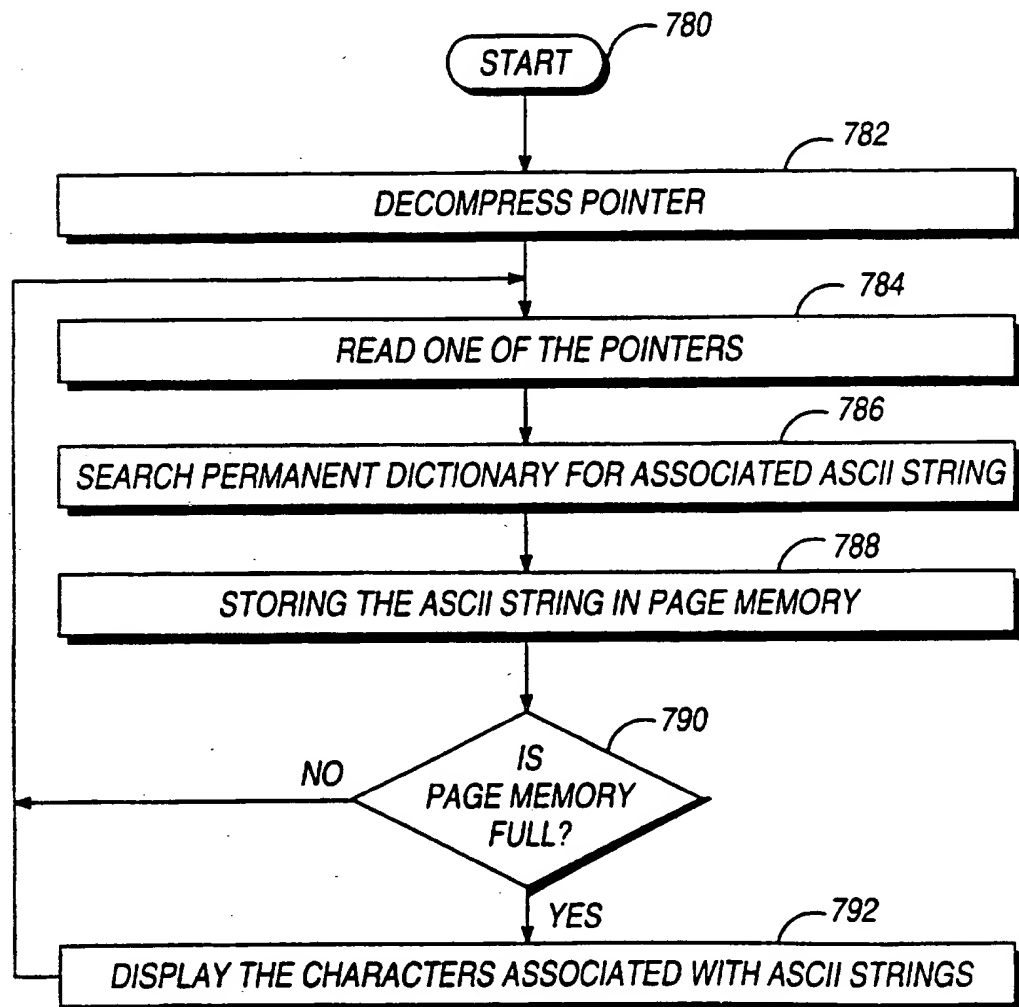 780
START
782
DECOMPRESS POINTER
784
READ ONE OF THE POINTERS
786
SEARCH PERMANENT DICTIONARY FOR ASSOCIATED ASCII STRING
788
STORING THE ASCII STRING IN PAGE MEMORY
790
IS
PAGE MEMORY
FULL?
NO
YES
792
DISPLAY THE CHARACTERS ASSOCIATED WITH ASCII STRINGS